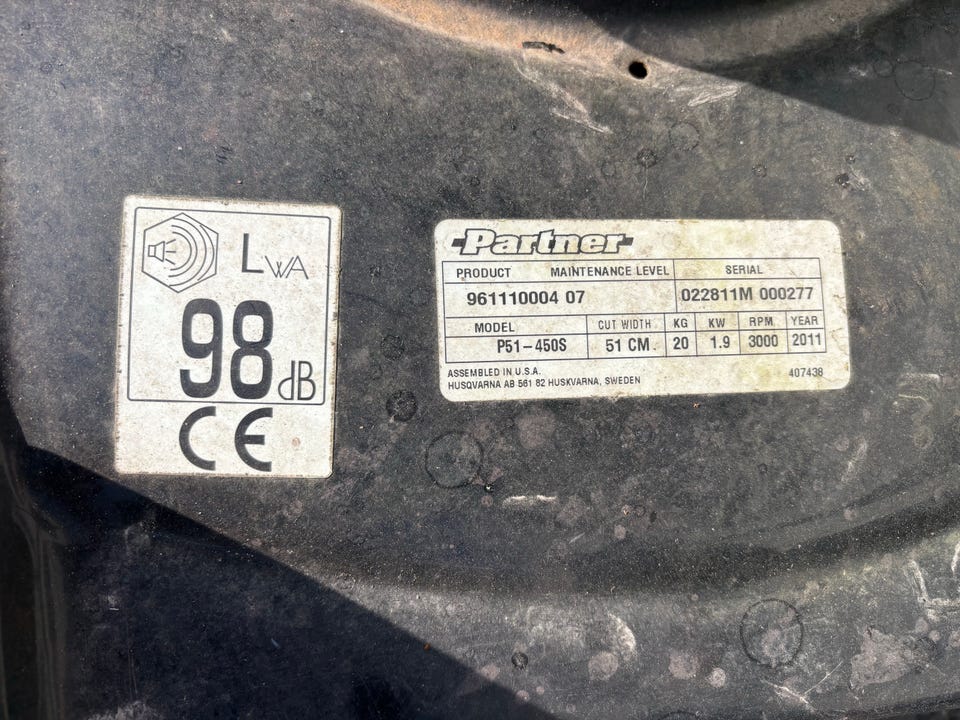 LWA
98 dB
CE
Partner
PRODUCT MAINTENANCE LEVEL SERIAL
961110004 07 022811M 000277
MODEL CUT WIDTH KG KW RPM YEAR
P51-450S 51 CM. 20 1.9 3000 2011
ASSEMBLED IN U.S.A.
HUSQVARNA AB 561 82 HUSKVARNA, SWEDEN 407438